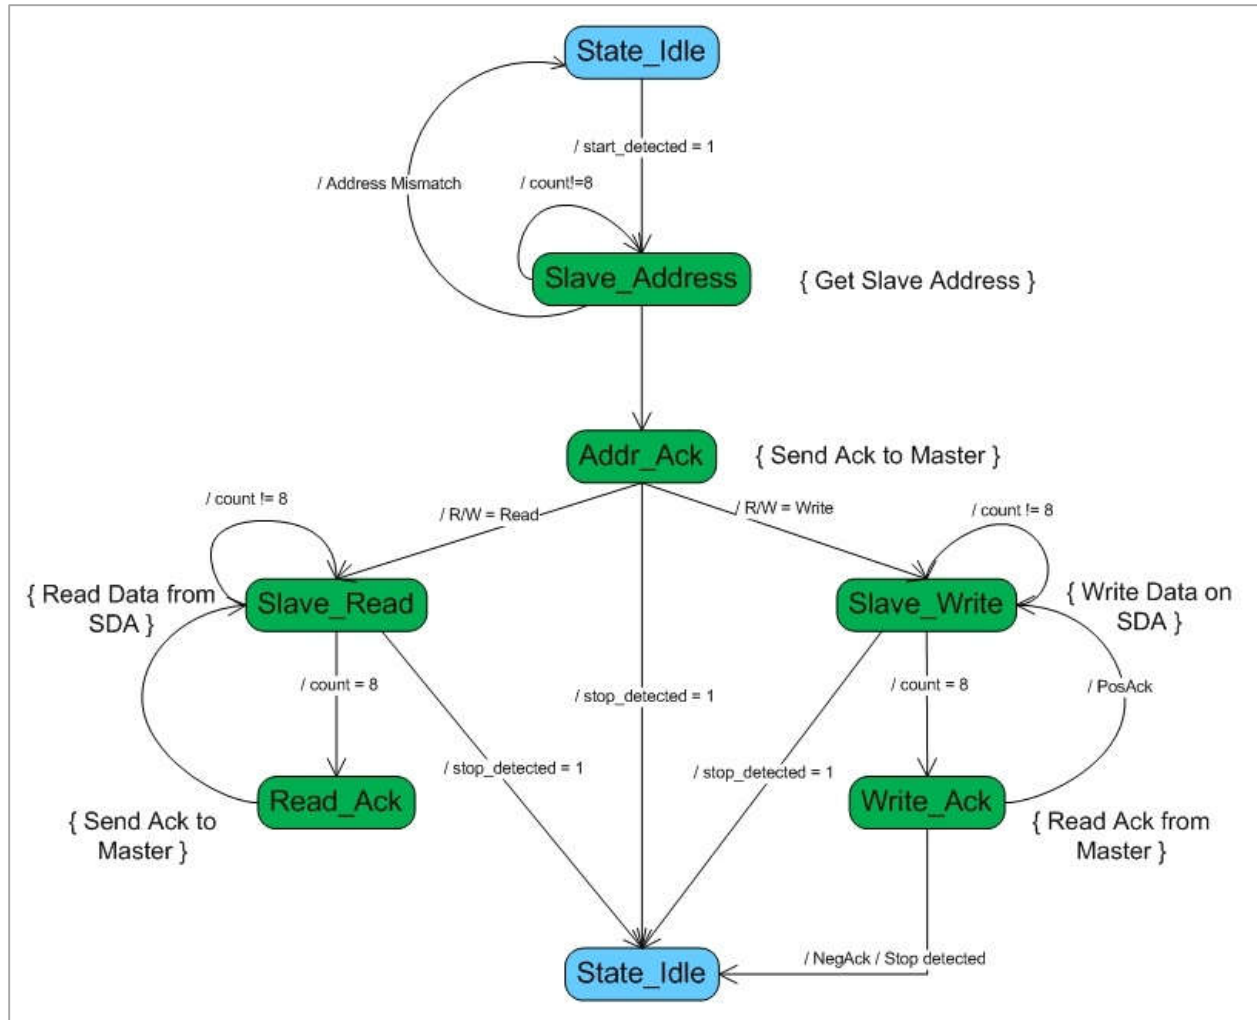 State_Idle
/ start_detected = 1
/ Address Mismatch
/ count!=8
Slave_Address
{ Get Slave Address }
Addr_Ack
{ Send Ack to Master }
/ count != 8
/ R/W = Read
/ R/W = Write
/ count != 8
{ Read Data from
SDA }
Slave_Read
Slave_Write
{ Write Data on
SDA }
/ count = 8
/ stop_detected = 1
/ count = 8
/ PosAck
/ stop_detected = 1
/ stop_detected = 1
Read_Ack
Write_Ack
{ Send Ack to
Master }
{ Read Ack from
Master }
/ NegAck / Stop detected
State_Idle